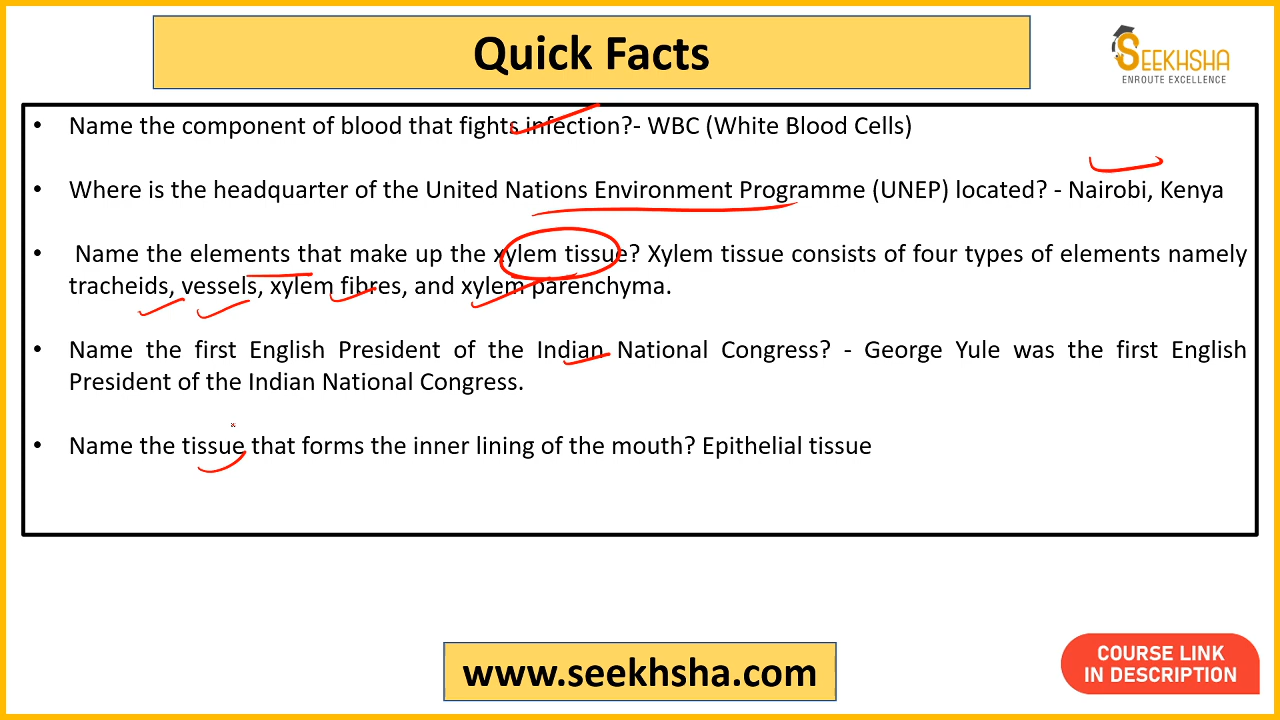 Quick Facts
SEEKHSHA
ENROUTE EXCELLENCE
• Name the component of blood that fights infection?- WBC (White Blood Cells)
• Where is the headquarter of the United Nations Environment Programme (UNEP) located? - Nairobi, Kenya
• Name the elements that make up the xylem tissue? Xylem tissue consists of four types of elements namely
tracheids, vessels, xylem fibres, and xylem parenchyma.
• Name the first English President of the Indian National Congress? - George Yule was the first English
President of the Indian National Congress.
• Name the tissue that forms the inner lining of the mouth? Epithelial tissue
www.seekhsha.com
COURSE LINK
IN DESCRIPTION